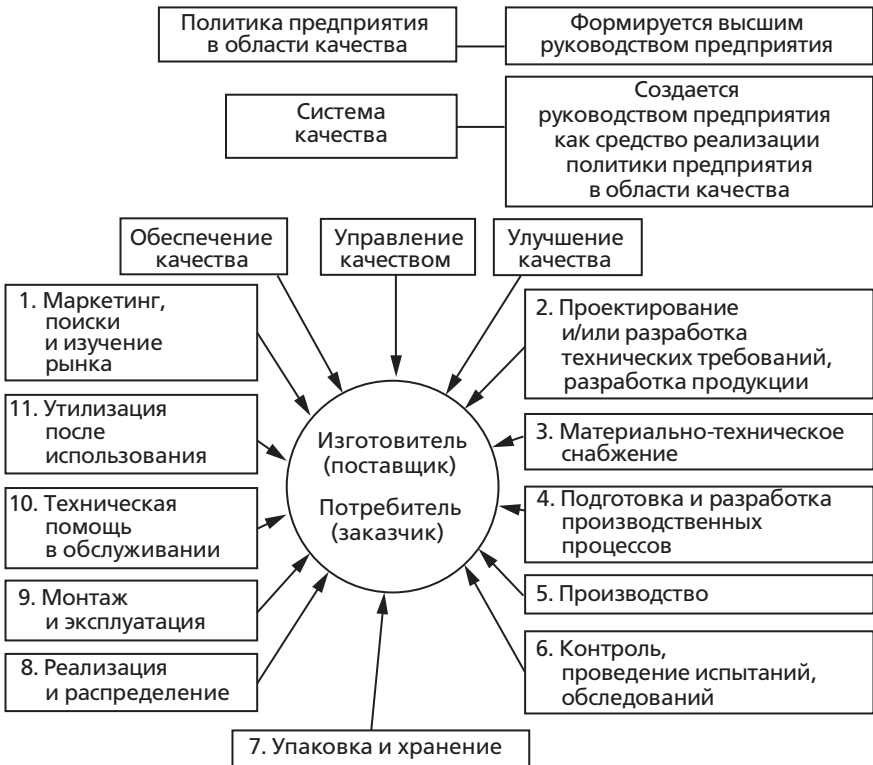 Политика предприятия
в области качества
Формируется высшим
руководством предприятия
Система
качества
Создается
руководством предприятия
как средство реализации
политики предприятия
в области качества
Обеспечение
качества
Управление
качеством
Улучшение
качества
1. Маркетинг,
поиски
и изучение
рынка
2. Проектирование
и/или разработка
технических требований,
разработка продукции
11. Утилизация
после
использования
3. Материально-техническое
снабжение
Изготовитель
(поставщик)
Потребитель
(заказчик)
10. Техническая
помощь
в обслуживании
4. Подготовка и разработка
производственных
процессов
9. Монтаж
и эксплуатация
5. Производство
8. Реализация
и распределение
6. Контроль,
проведение испытаний,
обследований
7. Упаковка и хранение